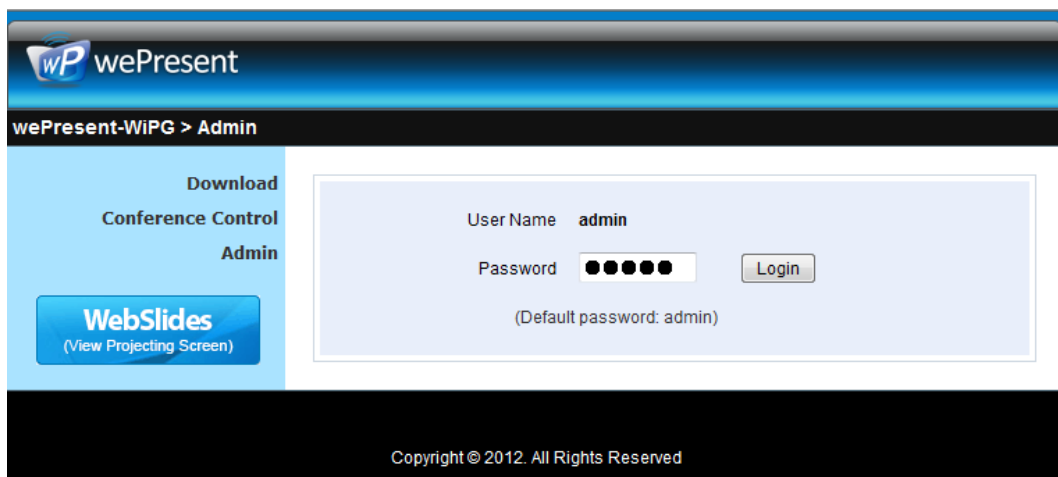 wP wePresent
wePresent-WiPG > Admin
Download
Conference Control
Admin
WebSlides
(View Projecting Screen)
User Name admin
Password ●●●●● Login
(Default password: admin)
Copyright © 2012. All Rights Reserved